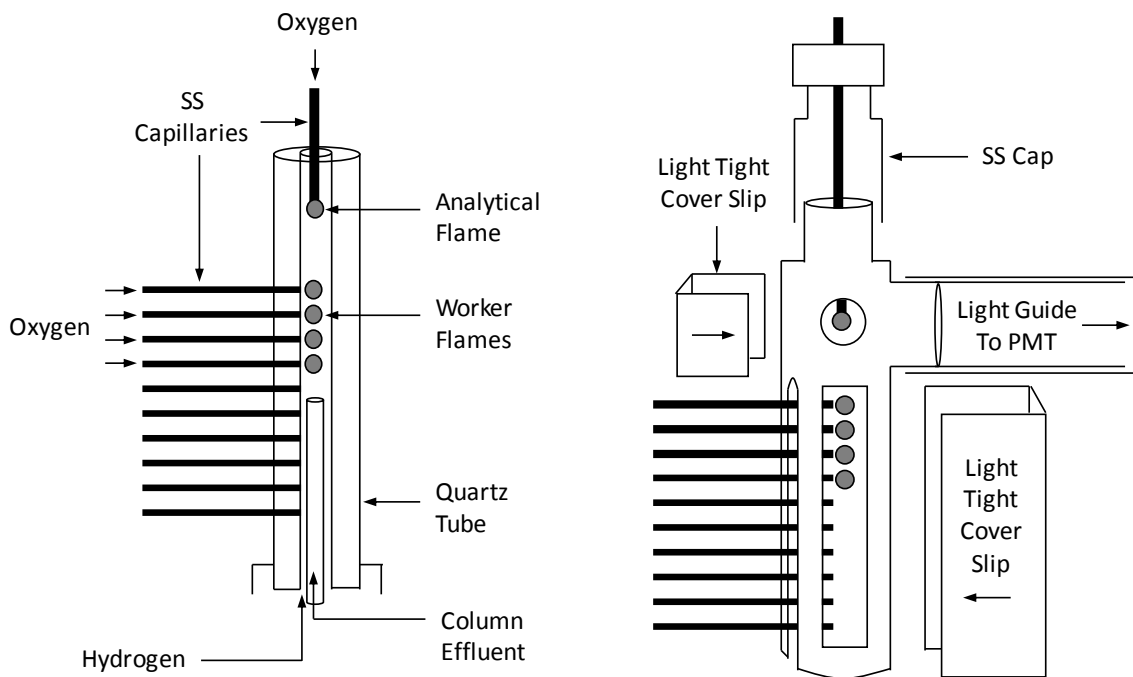 Oxygen
SS
Capillaries
Analytical
Flame
Oxygen
Worker
Flames
Quartz
Tube
Hydrogen
Column
Effluent
Light Tight
Cover Slip
SS Cap
Light Guide
To PMT
Light
Tight
Cover
Slip